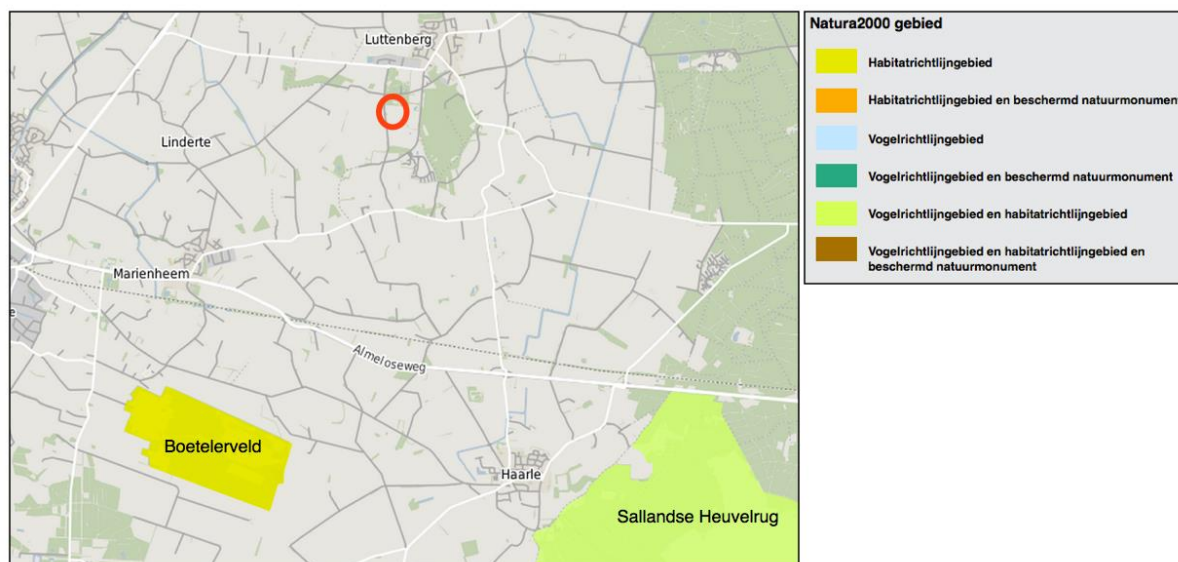 Luttenberg
Linderte
Marienheem
e
Almeloseweg
Boetelerveld
Haarle
Sallandse Heuvelrug
Natura2000 gebied
Habitatrichtlijngebied
Habitatrichtlijngebied en beschermd natuurmonument
Vogelrichtlijngebied
Vogelrichtlijngebied en beschermd natuurmonument
Vogelrichtlijngebied en habitatrichtlijngebied
Vogelrichtlijngebied en habitatrichtlijngebied en
beschermd natuurmonument